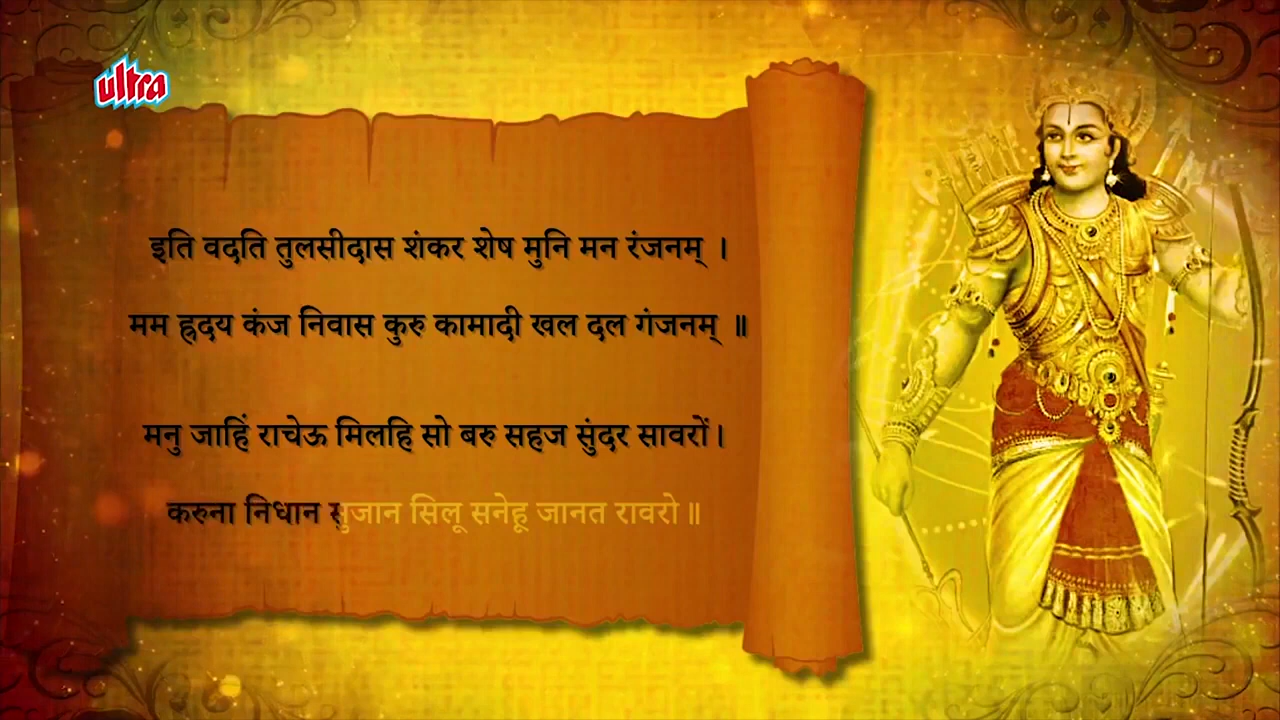 ultra
इति वदति तुलसीदास शंकर शेष मुनि मन रंजनम् ।
मम ह्रदय कंज निवास कुरु कामादी खल दल गंजनम् ॥
मनु जाहिं राचेऊ मिलहि सो बरु सहज सुंदर सावरों।
करुना निधान सुजान सिलू सनेहू जानत रावरो॥